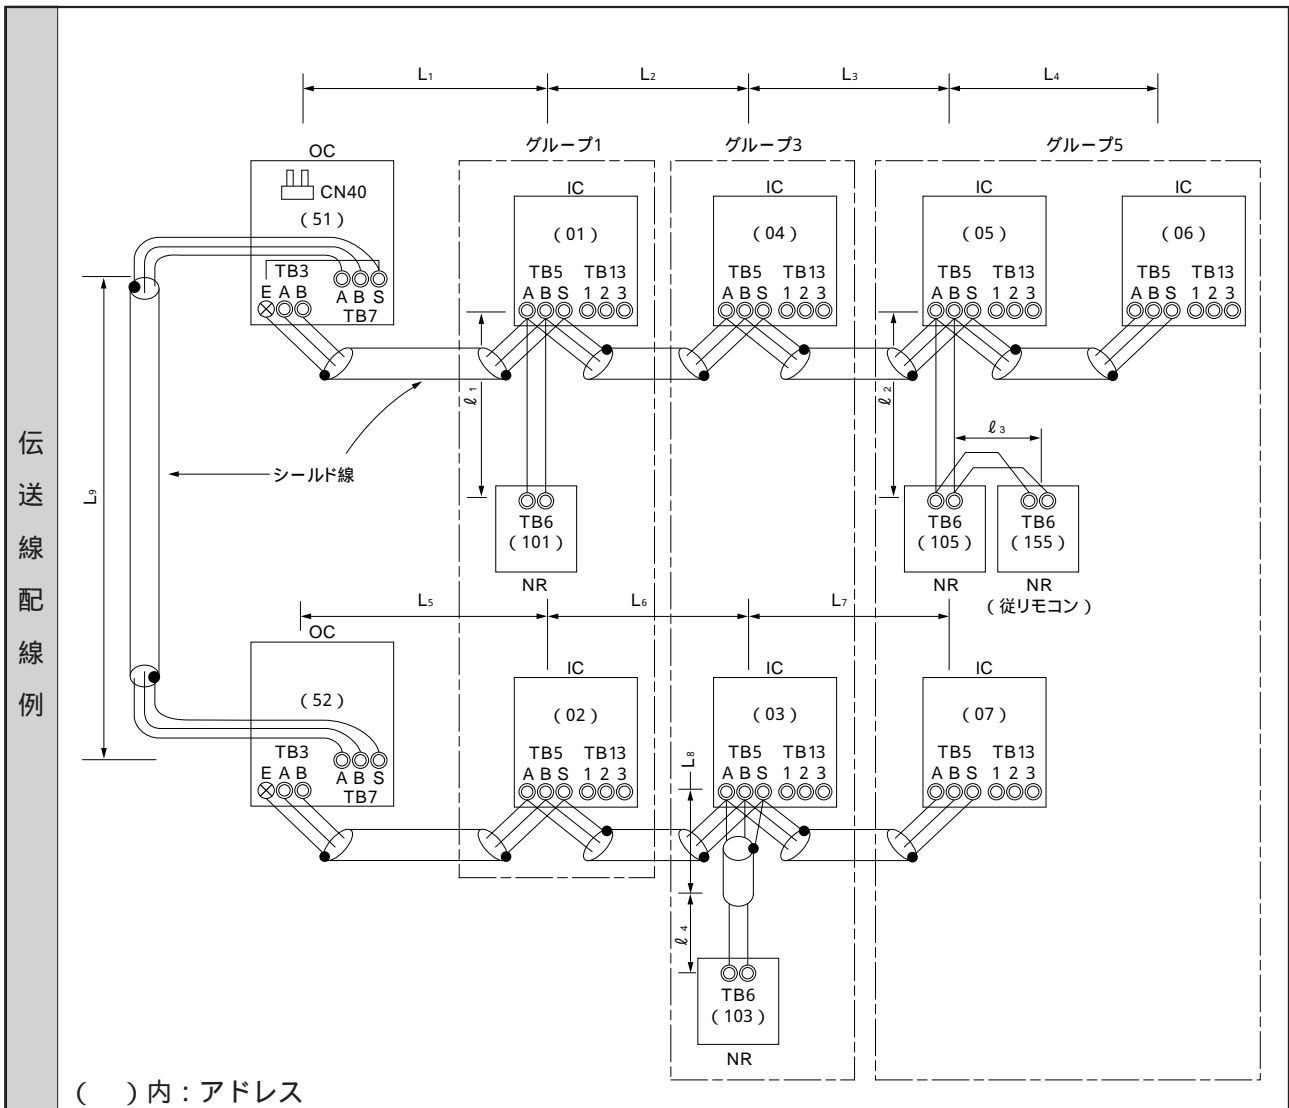 伝送線配線例
L1 L2 L3 L4
グループ1 グループ3 グループ5
OC
CN40
(51)
TB3
E A B
A B S
TB7
IC
(01)
TB5 TB13
A B S 1 2 3
IC
(04)
TB5 TB13
A B S 1 2 3
IC
(05)
TB5 TB13
A B S 1 2 3
IC
(06)
TB5 TB13
A B S 1 2 3
L9
シールド線
ℓ1
TB6
(101)
NR
ℓ2
ℓ3
TB6
(105)
NR
TB6
(155)
NR
(従リモコン)
L5 L6 L7
OC
(52)
TB3
E A B
A B S
TB7
IC
(02)
TB5 TB13
A B S 1 2 3
IC
(03)
TB5 TB13
A B S 1 2 3
IC
(07)
TB5 TB13
A B S 1 2 3
L8
ℓ4
TB6
(103)
NR
( )内:アドレス